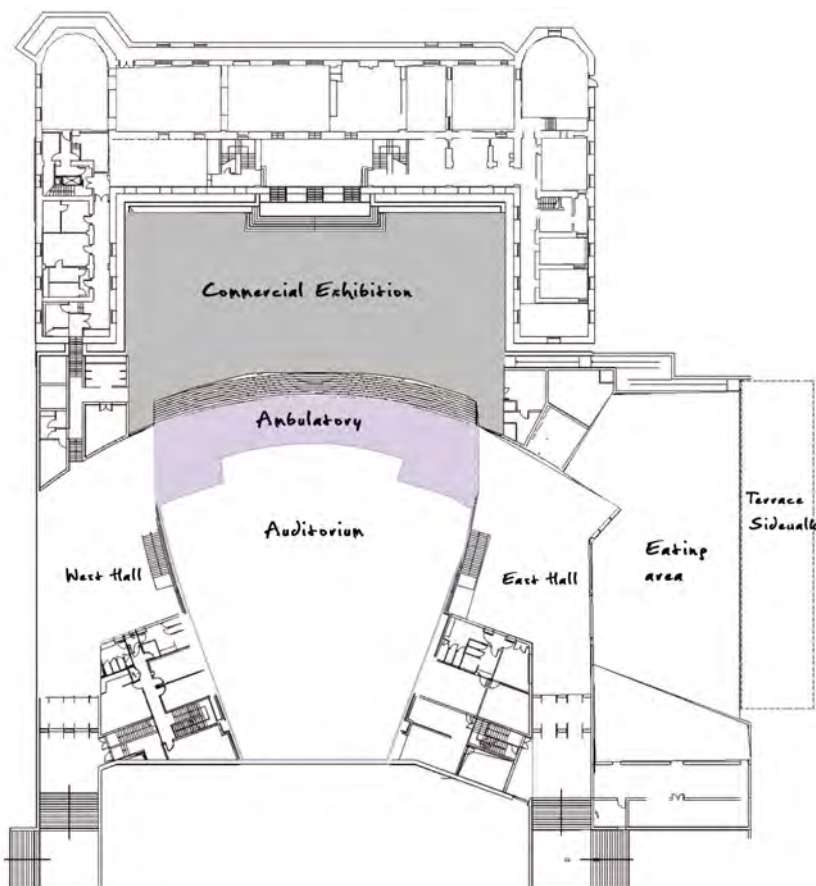 Commercial Exhibition
Ambulatory
Auditorium
Terrace
Sidewalk
West Hall
East Hall
Eating
area